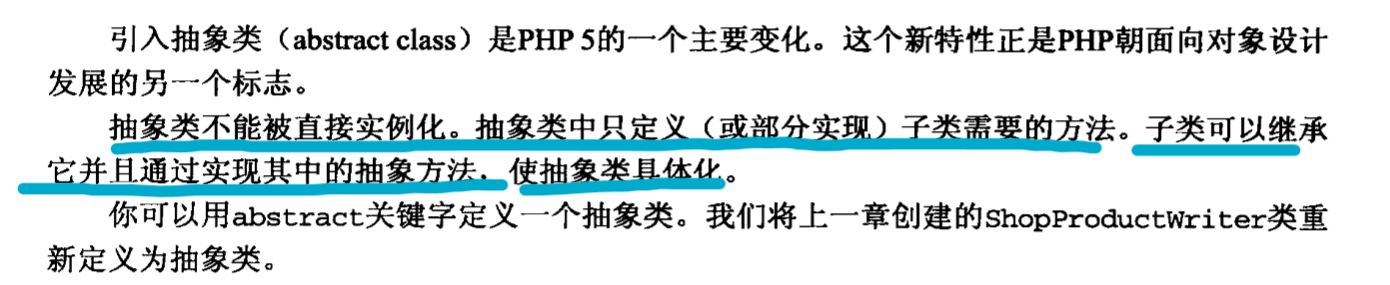 引入抽象类（abstract class）是PHP 5的一个主要变化。这个新特性正是PHP朝面向对象设计
发展的另一个标志。
抽象类不能被直接实例化。抽象类中只定义（或部分实现）子类需要的方法。子类可以继承
它并且通过实现其中的抽象方法，使抽象类具体化。
你可以用abstract关键字定义一个抽象类。我们将上一章创建的ShopProductWriter类重
新定义为抽象类。